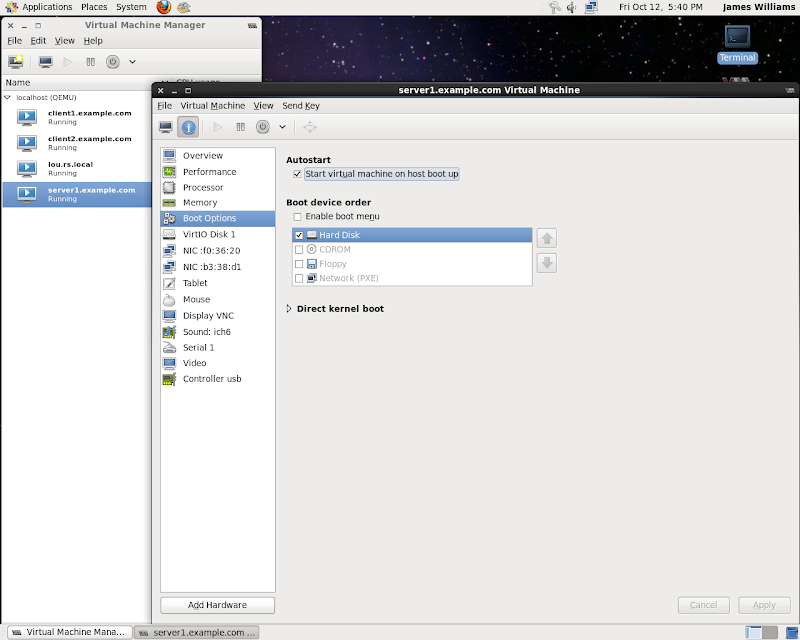 Applications Places System Fri Oct 12, 5:40 PM James Williams
Virtual Machine Manager
File Edit View Help
Name
localhost (QEMU)
client1.example.com
Running
client2.example.com
Running
lou.rs.local
Running
server1.example.com
Running
Terminal
server1.example.com Virtual Machine
File Virtual Machine View Send Key
Overview
Performance
Processor
Memory
Boot Options
VirtIO Disk 1
NIC :f0:36:20
NIC :b3:38:d1
Tablet
Mouse
Display VNC
Sound: ich6
Serial 1
Video
Controller usb
Add Hardware
Autostart
Start virtual machine on host boot up
Boot device order
Enable boot menu
Hard Disk
CDROM
Floppy
Network (PXE)
Direct kernel boot
Cancel Apply
Virtual Machine Mana... server1.example.com ...